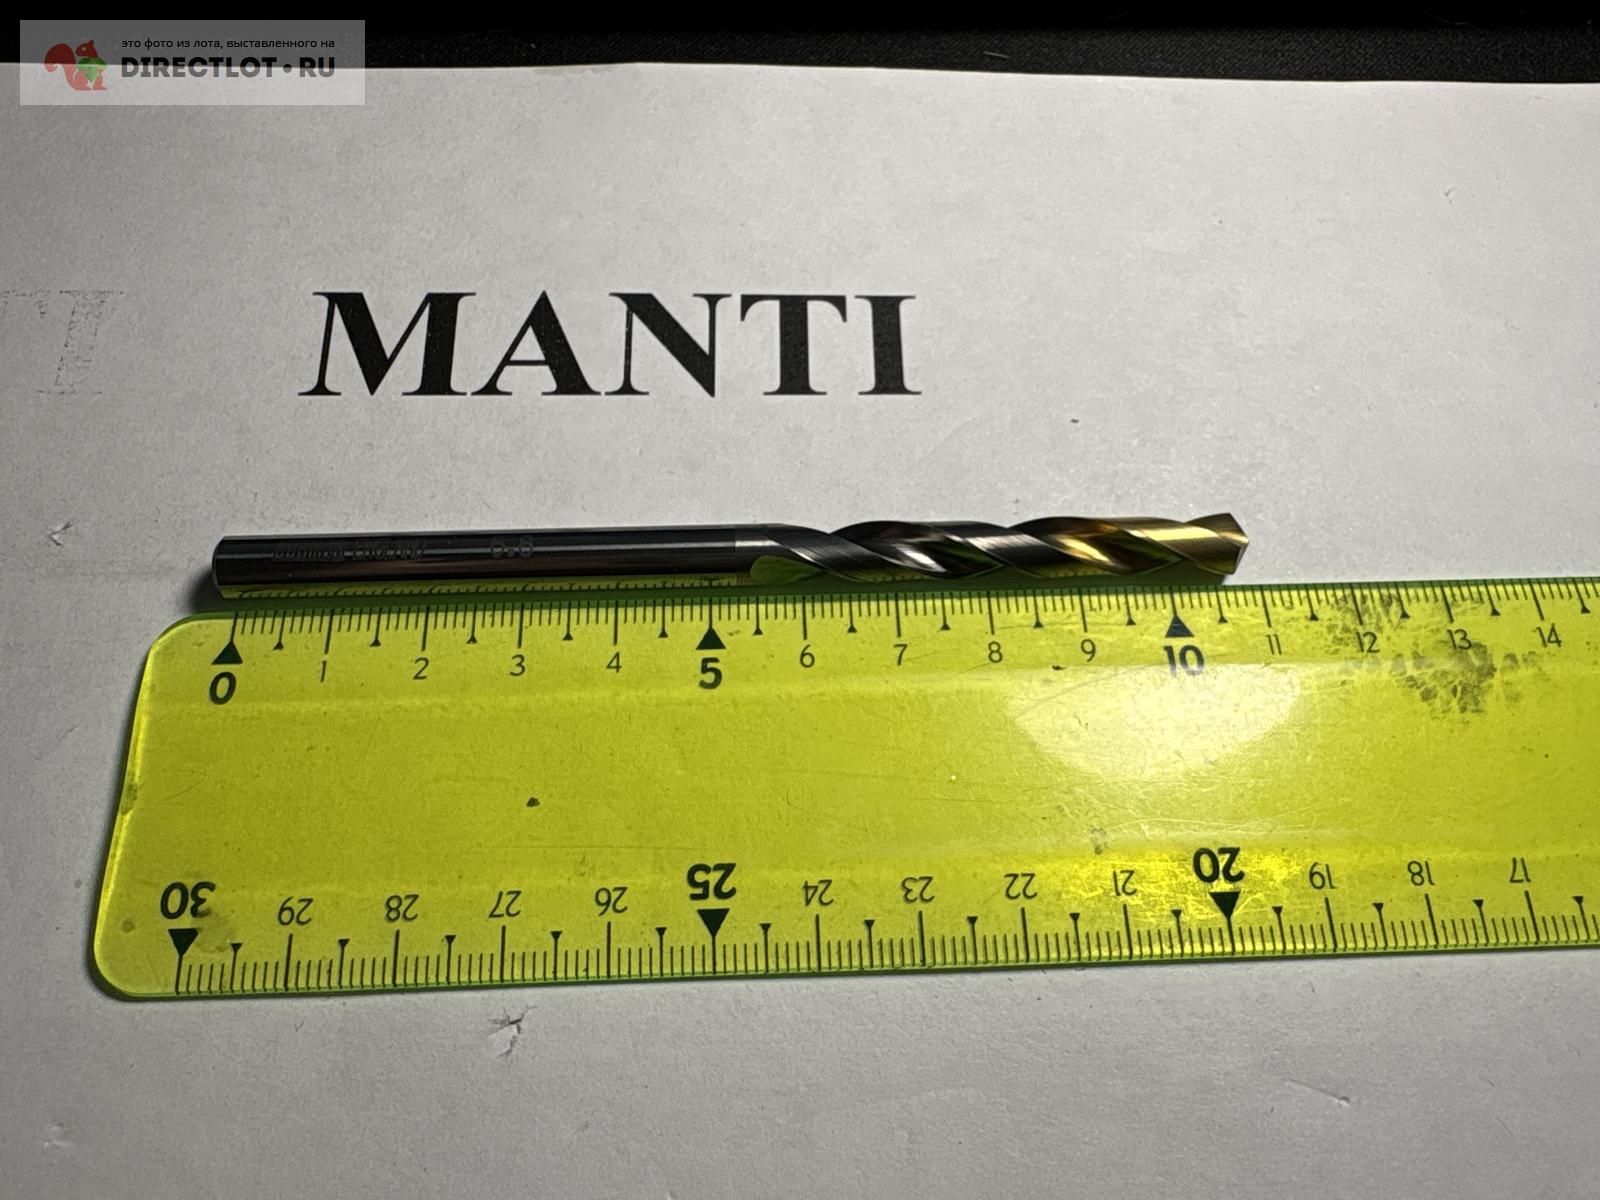 это фото из лота, выставленного на
DIRECTLOT.RU
MANTI
0 1 2 3 4 5 6 7 8 9 10 11 12 13 14
30 29 28 27 26 25 24 23 22 21 20 19 18 17